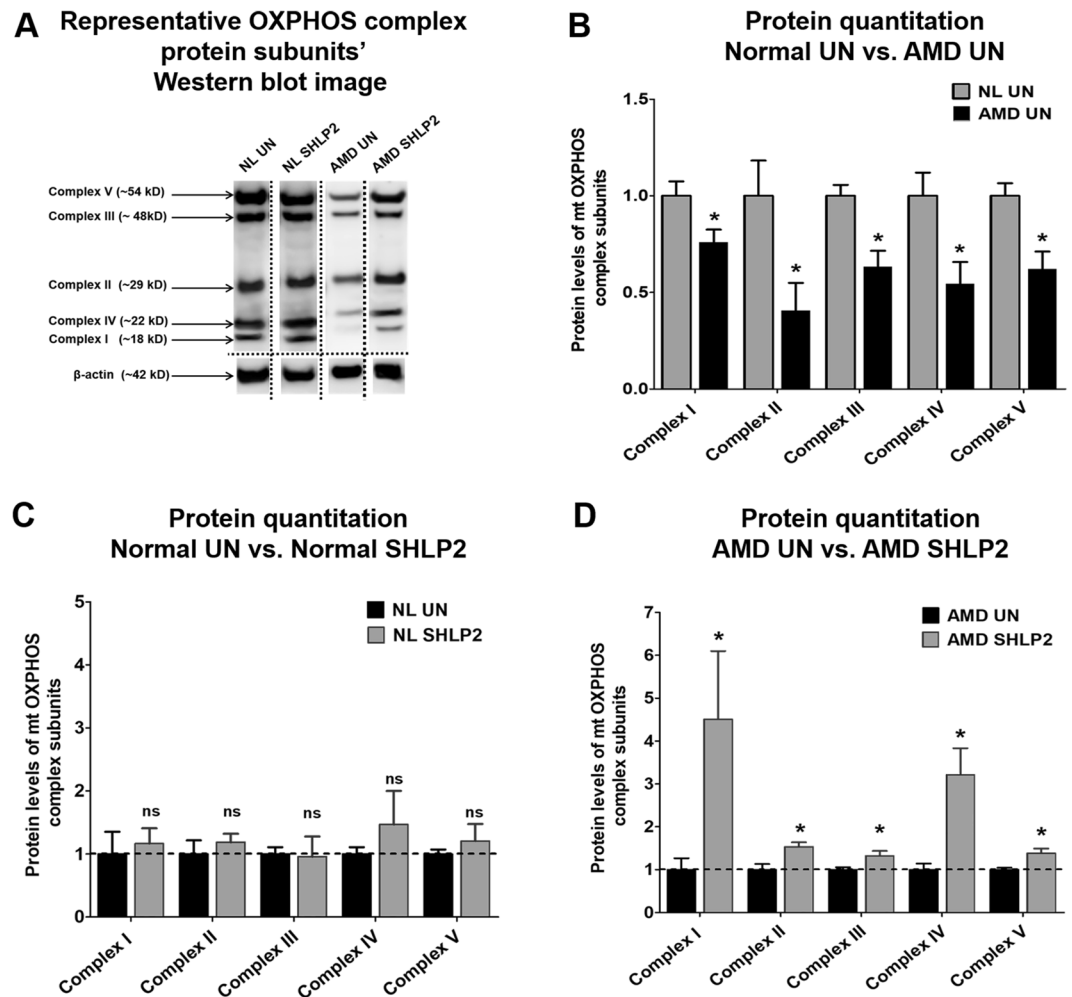 A
Representative OXPHOS complex
protein subunits’
Western blot image
NL UN
NL SHLP2
AMD UN
AMD SHLP2
Complex V (~54 kD)
Complex III (~ 48kD)
Complex II (~29 kD)
Complex IV (~22 kD)
Complex I (~18 kD)
β-actin (~42 kD)
B
Protein quantitation
Normal UN vs. AMD UN
NL UN
AMD UN
Protein levels of mt OXPHOS
complex subunits
1.5
1.0
0.5
0.0
* * * * *
Complex I
Complex II
Complex III
Complex IV
Complex V
C
Protein quantitation
Normal UN vs. Normal SHLP2
NL UN
NL SHLP2
Protein levels of mt OXPHOS
complex subunits
5
4
3
2
1
0
ns ns ns ns ns
Complex I
Complex II
Complex III
Complex IV
Complex V
D
Protein quantitation
AMD UN vs. AMD SHLP2
AMD UN
AMD SHLP2
Protein levels of mt OXPHOS
complex subunits
7
6
5
4
3
2
1
0
* * * * *
Complex I
Complex II
Complex III
Complex IV
Complex V